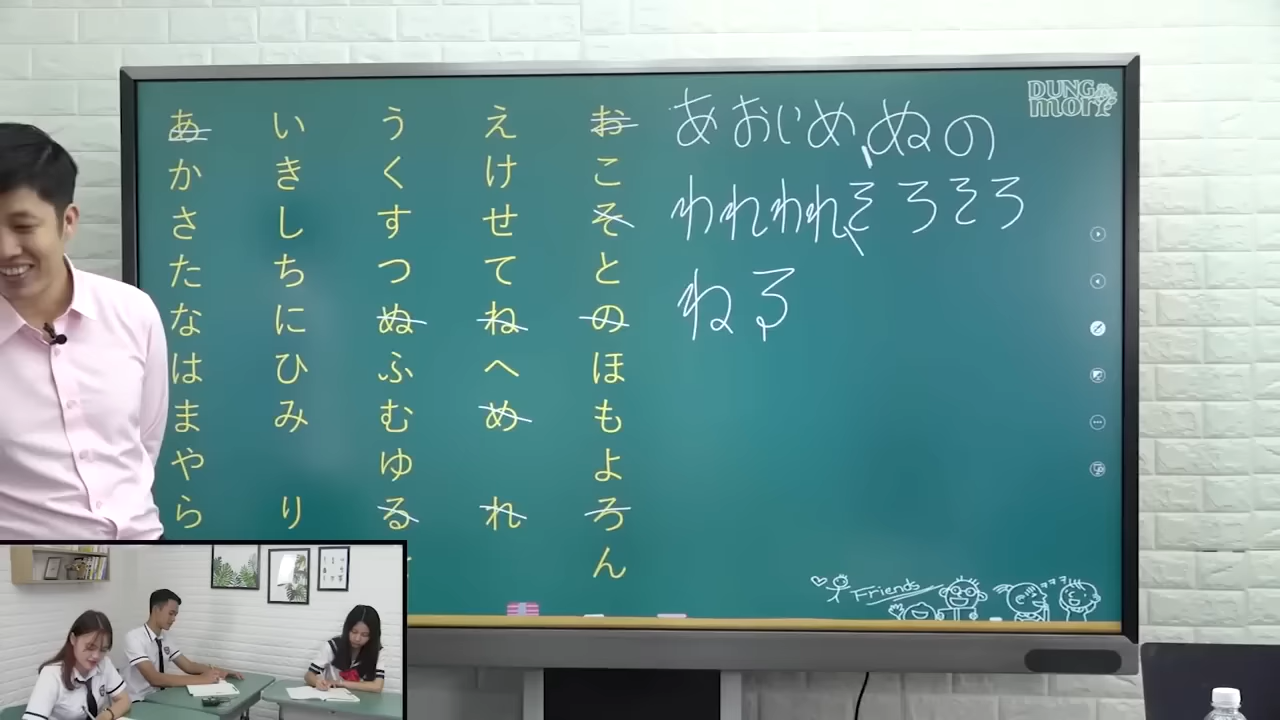 あ い う え お
か き く け こ
さ し す せ そ
た ち つ て と
な に ぬ ね の
は ひ ふ へ ほ
ま み む め も
や ゆ よ
ら り る れ ろ
ん
あおいめ ぬの
われわれそろそろ
ねる
DUNG
mori
Friends